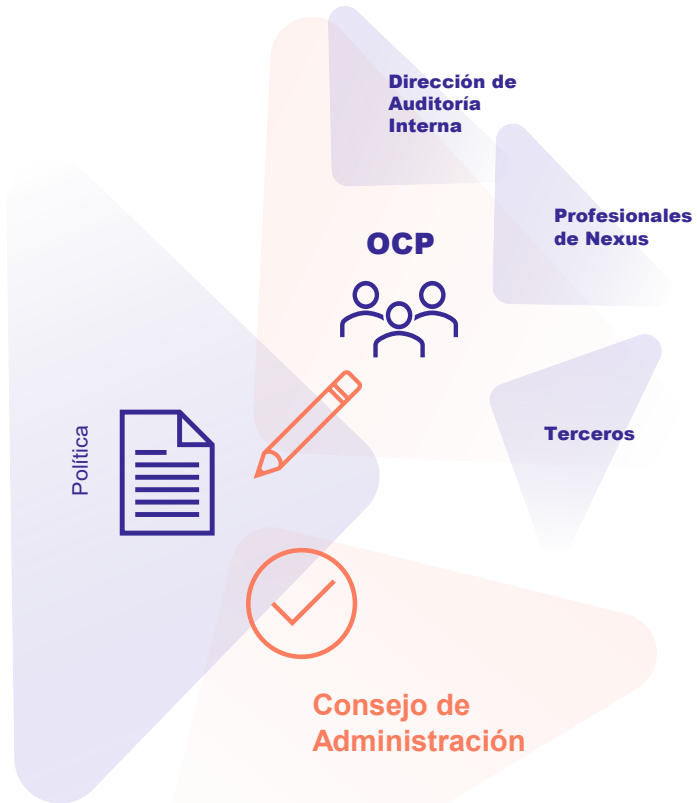 Dirección de
Auditoría
Interna
Profesionales
de Nexus
OCP
Terceros
Política
Consejo de
Administración